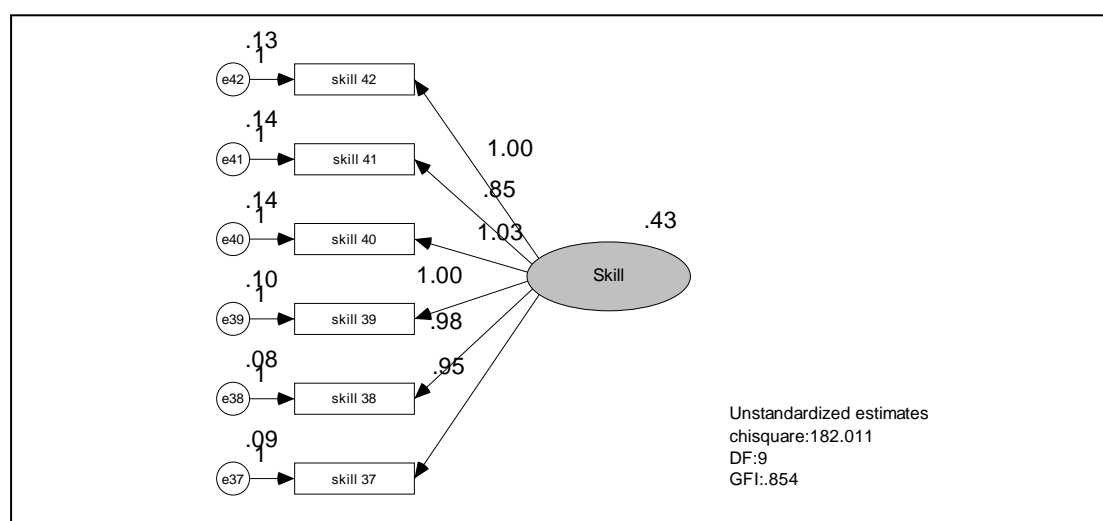 .13
1
e42
skill 42
.14
1
e41
skill 41
1.00
.85
.14
1
e40
skill 40
1.03
.43
Skill
.10
1
e39
skill 39
1.00
.98
.08
1
e38
skill 38
.95
.09
1
e37
skill 37
Unstandardized estimates
chisquare:182.011
DF:9
GFI:.854